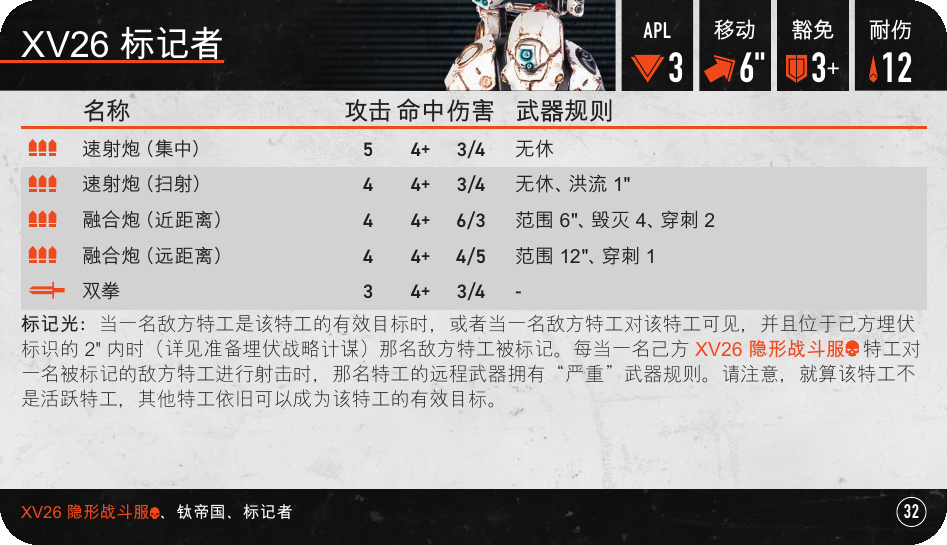 XV26 标记者
APL 移动 豁免 耐伤
3 6" 3+ 12
名称 攻击 命中 伤害 武器规则
速射炮（集中） 5 4+ 3/4 无休
速射炮（扫射） 4 4+ 3/4 无休、洪流 1"
融合炮（近距离） 4 4+ 6/3 范围 6"、毁灭 4、穿刺 2
融合炮（远距离） 4 4+ 4/5 范围 12"、穿刺 1
双拳 3 4+ 3/4 -
标记光：当一名敌方特工是该特工的有效目标时，或者当一名敌方特工对该特工可见，并且位于己方埋伏
标识的 2" 内时（详见准备埋伏战略计谋）那名敌方特工被标记。每当一名己方 XV26 隐形战斗服特工对
一名被标记的敌方特工进行射击时，那名特工的远程武器拥有“严重”武器规则。请注意，就算该特工不
是活跃特工，其他特工依旧可以成为该特工的有效目标。
XV26 隐形战斗服、钛帝国、标记者
32